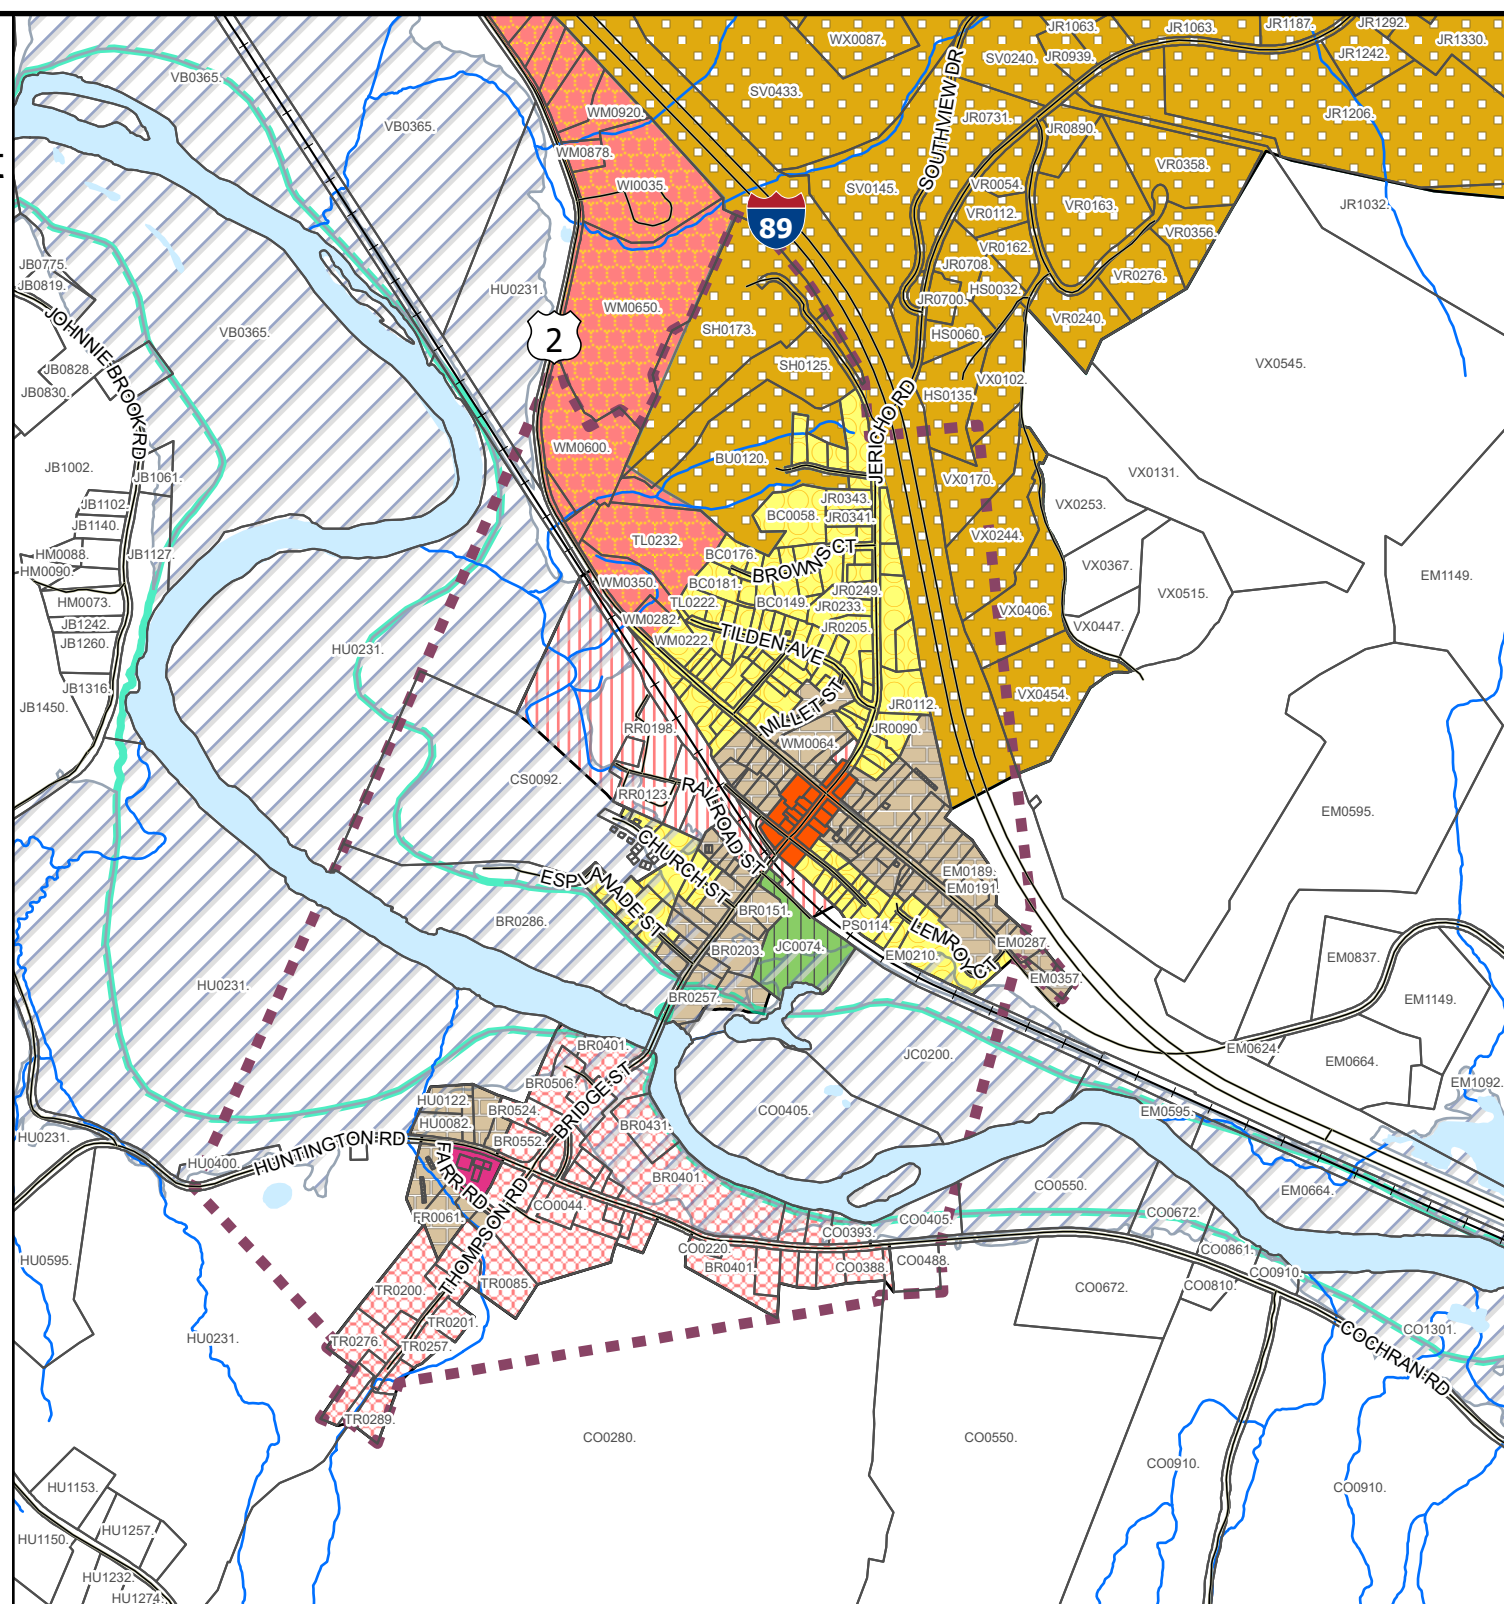 WX0087.
JR1063.
JR1063.
JR1187.
JR1292.
JR1330.
SV0240.
JR0939.
JR1242.
VB0365.
SV0433.
SOUTHVIEW DR
WM0920.
JR0731.
JR1206.
VB0365.
JR0890.
WM0878.
VR0358.
WI0035.
SV0145.
VR0054.
VR0163.
JR1032.
89
VR0112.
VR0356.
VR0162.
JB0775.
JR0708.
VR0276.
JB0819.
HU0231.
HS0032.
JR0700.
WM0650.
VR0240.
VB0365.
SH0173.
HS0060.
JOHNNIE BROOK RD
2
SH0125.
VX0545.
JB0828.
VX0102.
JB0830.
HS0135.
JERICHO RD
WM0600.
BU0120.
JB1002.
JB1061.
VX0131.
VX0170.
JR0343.
JB1102.
VX0253.
BC0058.
JR0341.
JB1140.
VX0244.
TL0232.
HM0088.
JB1127.
BC0176.
BROWNS CT
VX0367.
HM0090.
EM1149.
WM0350.
BC0181.
JR0249.
VX0515.
HM0073.
TL0222.
BC0149.
JR0233.
VX0406.
WM0282.
JB1242.
JR0205.
VX0447.
TILDEN AVE
WM0222.
JB1260.
HU0231.
JB1316.
VX0454.
MILLET ST
JR0112.
JB1450.
RR0198.
JR0090.
WM0064.
CS0092.
RR0123.
RAILROAD ST
EM0595.
CHURCH ST
EM0189.
ESPLANADE ST
EM0191.
BR0151.
BR0286.
PS0114.
LEMROY CT
EM0287.
BR0203.
JC0074.
EM0210.
EM0837.
EM0357.
HU0231.
BR0257.
EM1149.
BR0401.
JC0200.
EM0624.
EM0664.
BR0506.
BRIDGE ST
EM1092.
HU0122.
BR0524.
CO0405.
EM0595.
HU0082.
BR0431.
HU0231.
BR0552.
HUNTINGTON RD
HU0400.
FARR RD
BR0401.
CO0550.
EM0664.
THOMPSON RD
CO0044.
CO0672.
FR0061.
CO0405.
CO0393.
CO0220.
CO0861.
HU0595.
CO0488.
BR0401.
CO0388.
CO0910.
TR0085.
CO0672.
TR0200.
CO0810.
TR0201.
CO1301.
HU0231.
TR0276.
TR0257.
COCHRAN RD
TR0289.
CO0280.
CO0550.
CO0910.
HU1153.
CO0910.
HU1257.
HU1150.
HU1232.
HU1274.